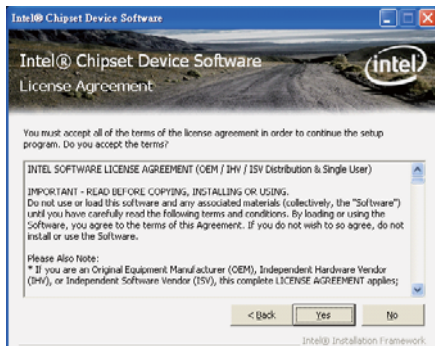 Intel® Chipset Device Software
Intel® Chipset Device Software
License Agreement
intel
You must accept all of the terms of the license agreement in order to continue the setup
program. Do you accept the terms?
INTEL SOFTWARE LICENSE AGREEMENT (OEM / IHV / ISV Distribution & Single User)
IMPORTANT - READ BEFORE COPYING, INSTALLING OR USING.
Do not use or load this software and any associated materials (collectively, the "Software")
until you have carefully read the following terms and conditions. By loading or using the
Software, you agree to the terms of this Agreement. If you do not wish to so agree, do not
install or use the Software.
Please Also Note:
* If you are an Original Equipment Manufacturer (OEM), Independent Hardware Vendor
(IHV), or Independent Software Vendor (ISV), this complete LICENSE AGREEMENT applies;
< Back Yes No
Intel® Installation Framework